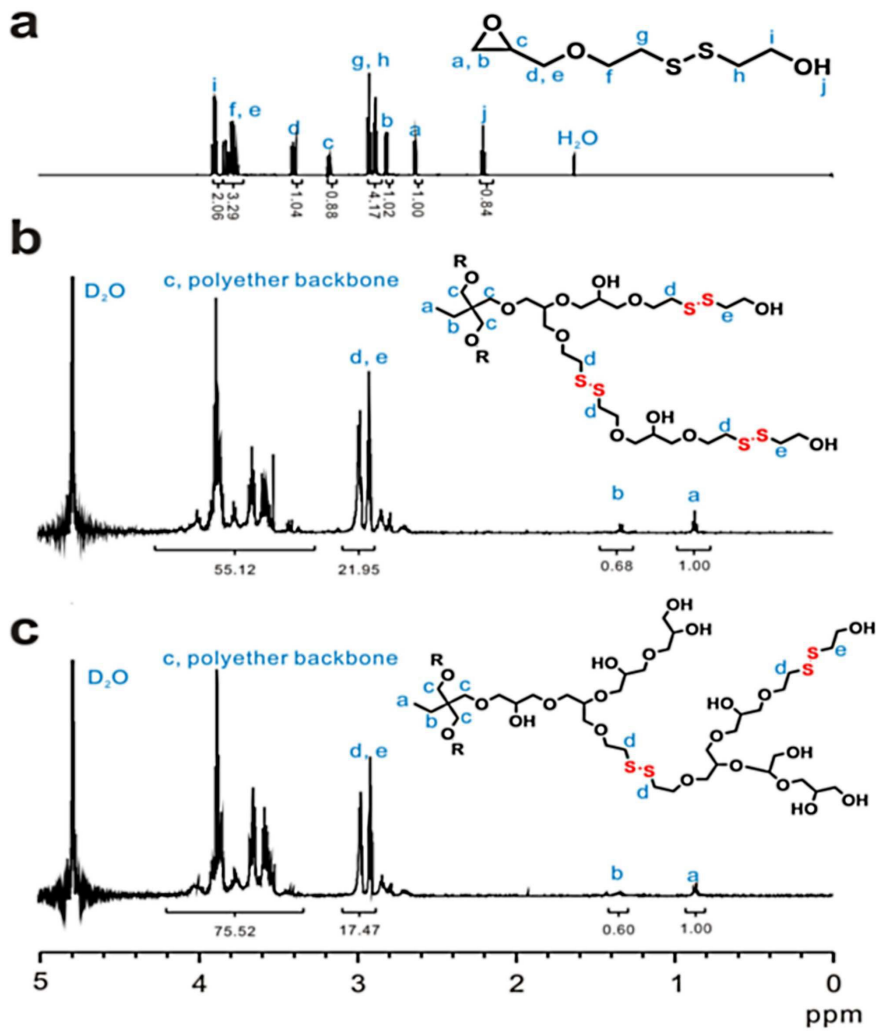 a
O
c
a, b
d, e
O
f
g
S
S
h
i
OH
j
i
f, e
d
c
g, h
b
a
j
H₂O
2.06
3.29
1.04
0.88
4.17
1.02
1.00
0.84
b
D₂O
c, polyether backbone
d, e
b
a
R
O
c
c
a
b
c
O
R
O
O
OH
O
d
S
S
e
OH
O
d
S
S
d
O
OH
O
d
S
S
e
OH
55.12
21.95
0.68
1.00
c
D₂O
c, polyether backbone
d, e
b
a
R
O
c
c
a
b
c
O
R
O
OH
O
O
OH
O
OH
OH
O
O
d
S
S
d
O
O
O
OH
O
d
S
S
e
OH
O
OH
O
HO
OH
75.52
17.47
0.60
1.00
5
4
3
2
1
0
ppm